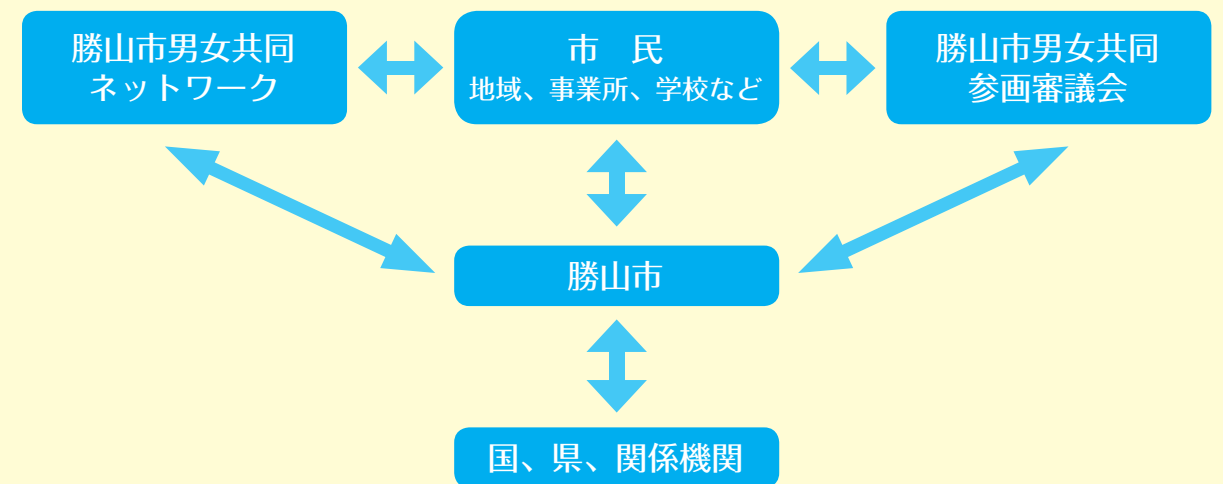 勝山市男女共同
ネットワーク
市　民
地域、事業所、学校など
勝山市男女共同
参画審議会
勝山市
国、県、関係機関